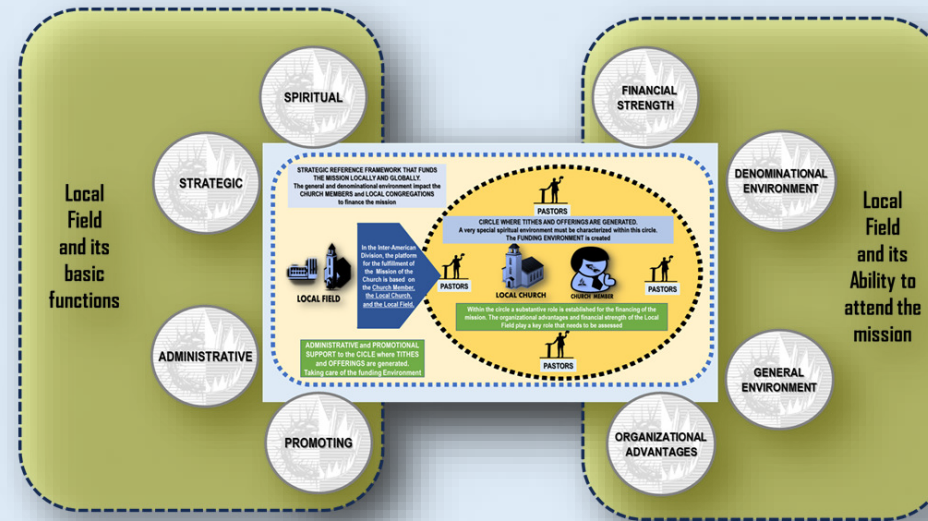 Local
Field
and its
basic
functions
SPIRITUAL
STRATEGIC
ADMINISTRATIVE
PROMOTING
STRATEGIC REFERENCE FRAMEWORK THAT FUNDS
THE MISSION LOCALLY AND GLOBALLY.
The general and denominational environment impact the
CHURCH MEMBERS and LOCAL CONGREGATIONS
to finance the mission
LOCAL FIELD
In the Inter-American
Division, the platform
for the fulfillment of
the Mission of the
Church is based on
the Church Member,
the Local Church,
and the Local Field.
ADMINISTRATIVE and PROMOTIONAL
SUPPORT to the CICLE where TITHES
and OFFERINGS are generated.
Taking care of the funding Environment
PASTORS
CIRCLE WHERE TITHES AND OFFERINGS ARE GENERATED.
A very special spiritual environment must be characterized within this circle.
The FUNDING ENVIRONMENT is created
PASTORS
LOCAL CHURCH
CHURCH MEMBER
PASTORS
Within the circle a substantive role is established for the financing of the
mission. The organizational advantages and financial strength of the Local
Field play a key role that needs to be assessed
PASTORS
FINANCIAL
STRENGTH
DENOMINATIONAL
ENVIRONMENT
GENERAL
ENVIRONMENT
ORGANIZATIONAL
ADVANTAGES
Local
Field
and its
Ability to
attend the
mission